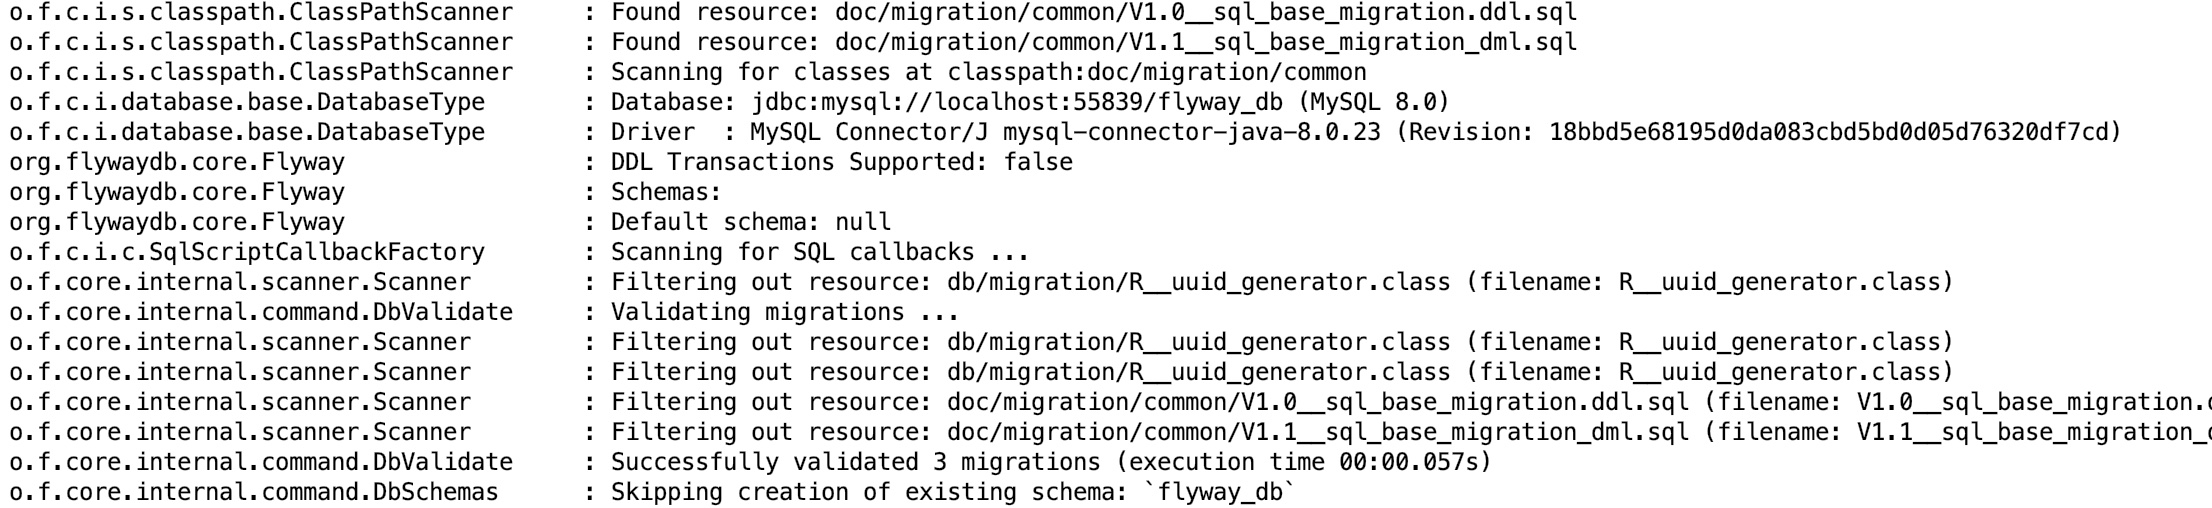 o.f.c.i.s.classpath.ClassPathScanner : Found resource: doc/migration/common/V1.0__sql_base_migration.ddl.sql
o.f.c.i.s.classpath.ClassPathScanner : Found resource: doc/migration/common/V1.1__sql_base_migration_dml.sql
o.f.c.i.s.classpath.ClassPathScanner : Scanning for classes at classpath:doc/migration/common
o.f.c.i.database.base.DatabaseType : Database: jdbc:mysql://localhost:55839/flyway_db (MySQL 8.0)
o.f.c.i.database.base.DatabaseType : Driver  : MySQL Connector/J mysql-connector-java-8.0.23 (Revision: 18bbd5e68195d0da083cbd5bd0d05d76320df7cd)
org.flywaydb.core.Flyway : DDL Transactions Supported: false
org.flywaydb.core.Flyway : Schemas:
org.flywaydb.core.Flyway : Default schema: null
o.f.c.i.c.SqlScriptCallbackFactory : Scanning for SQL callbacks ...
o.f.core.internal.scanner.Scanner : Filtering out resource: db/migration/R__uuid_generator.class (filename: R__uuid_generator.class)
o.f.core.internal.command.DbValidate : Validating migrations ...
o.f.core.internal.scanner.Scanner : Filtering out resource: db/migration/R__uuid_generator.class (filename: R__uuid_generator.class)
o.f.core.internal.scanner.Scanner : Filtering out resource: db/migration/R__uuid_generator.class (filename: R__uuid_generator.class)
o.f.core.internal.scanner.Scanner : Filtering out resource: doc/migration/common/V1.0__sql_base_migration.ddl.sql (filename: V1.0__sql_base_migration.
o.f.core.internal.scanner.Scanner : Filtering out resource: doc/migration/common/V1.1__sql_base_migration_dml.sql (filename: V1.1__sql_base_migration_
o.f.core.internal.command.DbValidate : Successfully validated 3 migrations (execution time 00:00.057s)
o.f.core.internal.command.DbSchemas : Skipping creation of existing schema: `flyway_db`